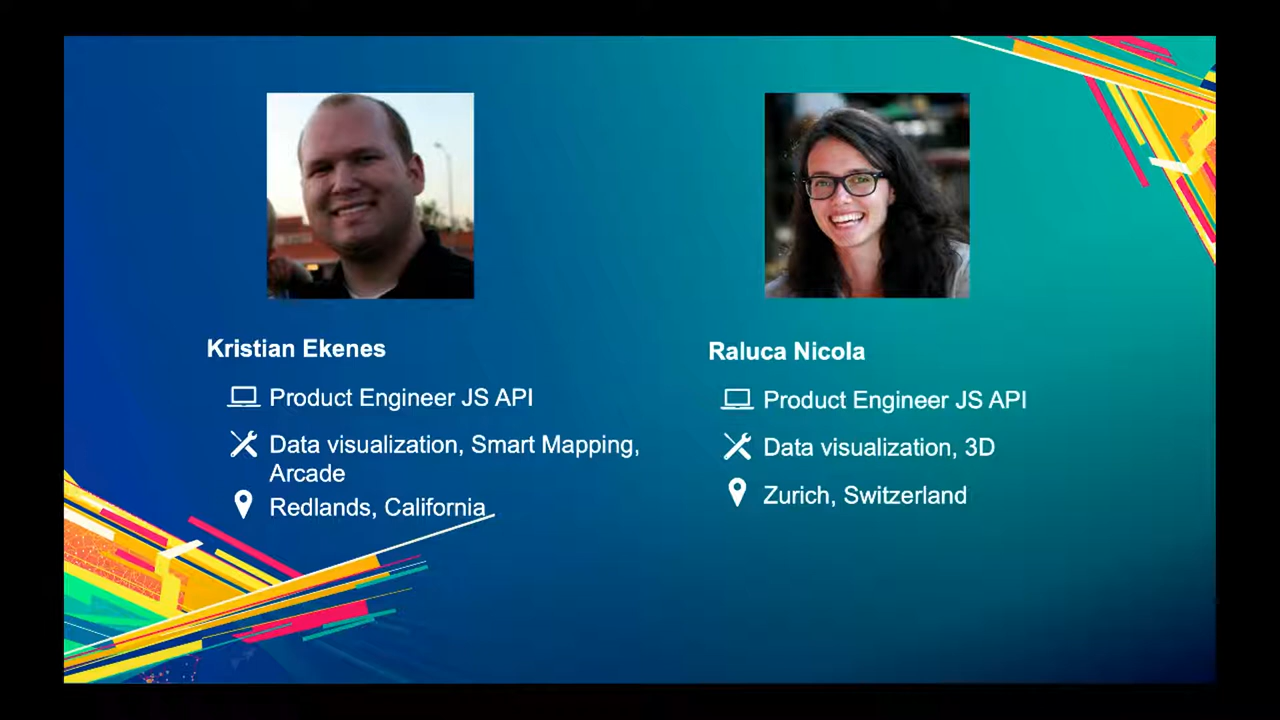 Kristian Ekenes
Product Engineer JS API
Data visualization, Smart Mapping,
Arcade
Redlands, California
Raluca Nicola
Product Engineer JS API
Data visualization, 3D
Zurich, Switzerland